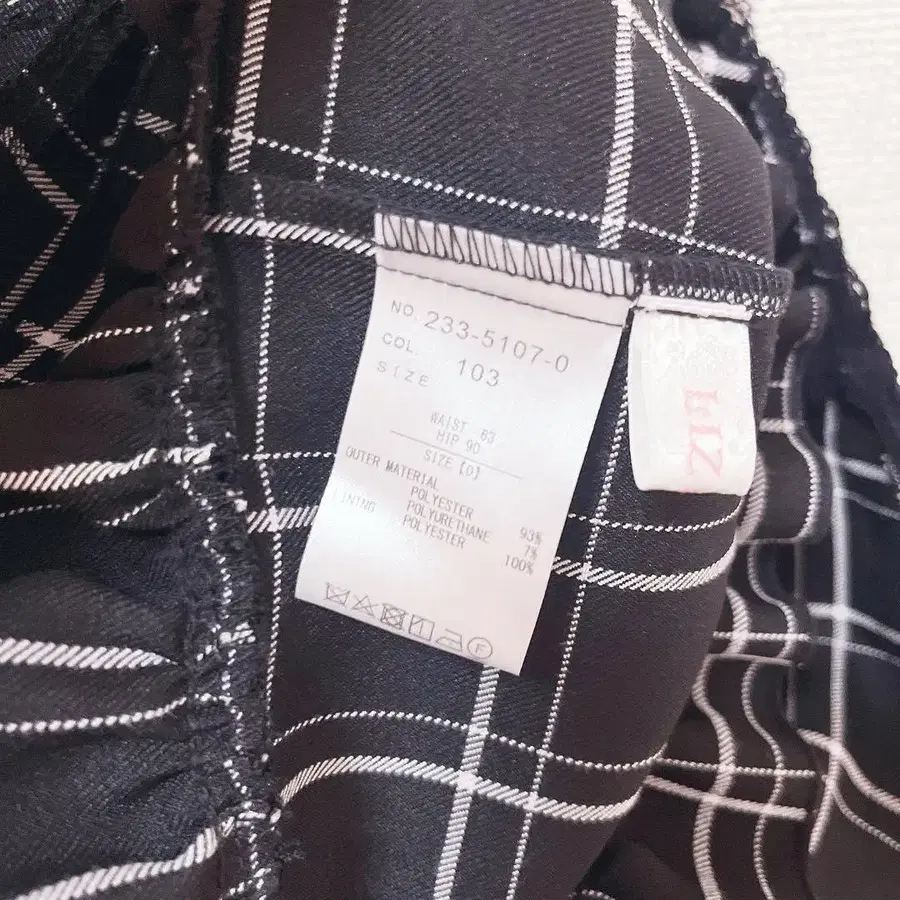 NO. 233-5107-0
COL. 103
SIZE
WAIST 63
HIP 90
SIZE [0]
OUTER MATERIAL
POLYESTER 93%
POLYURETHANE 7%
LINING
POLYESTER 100%
F
LIZ